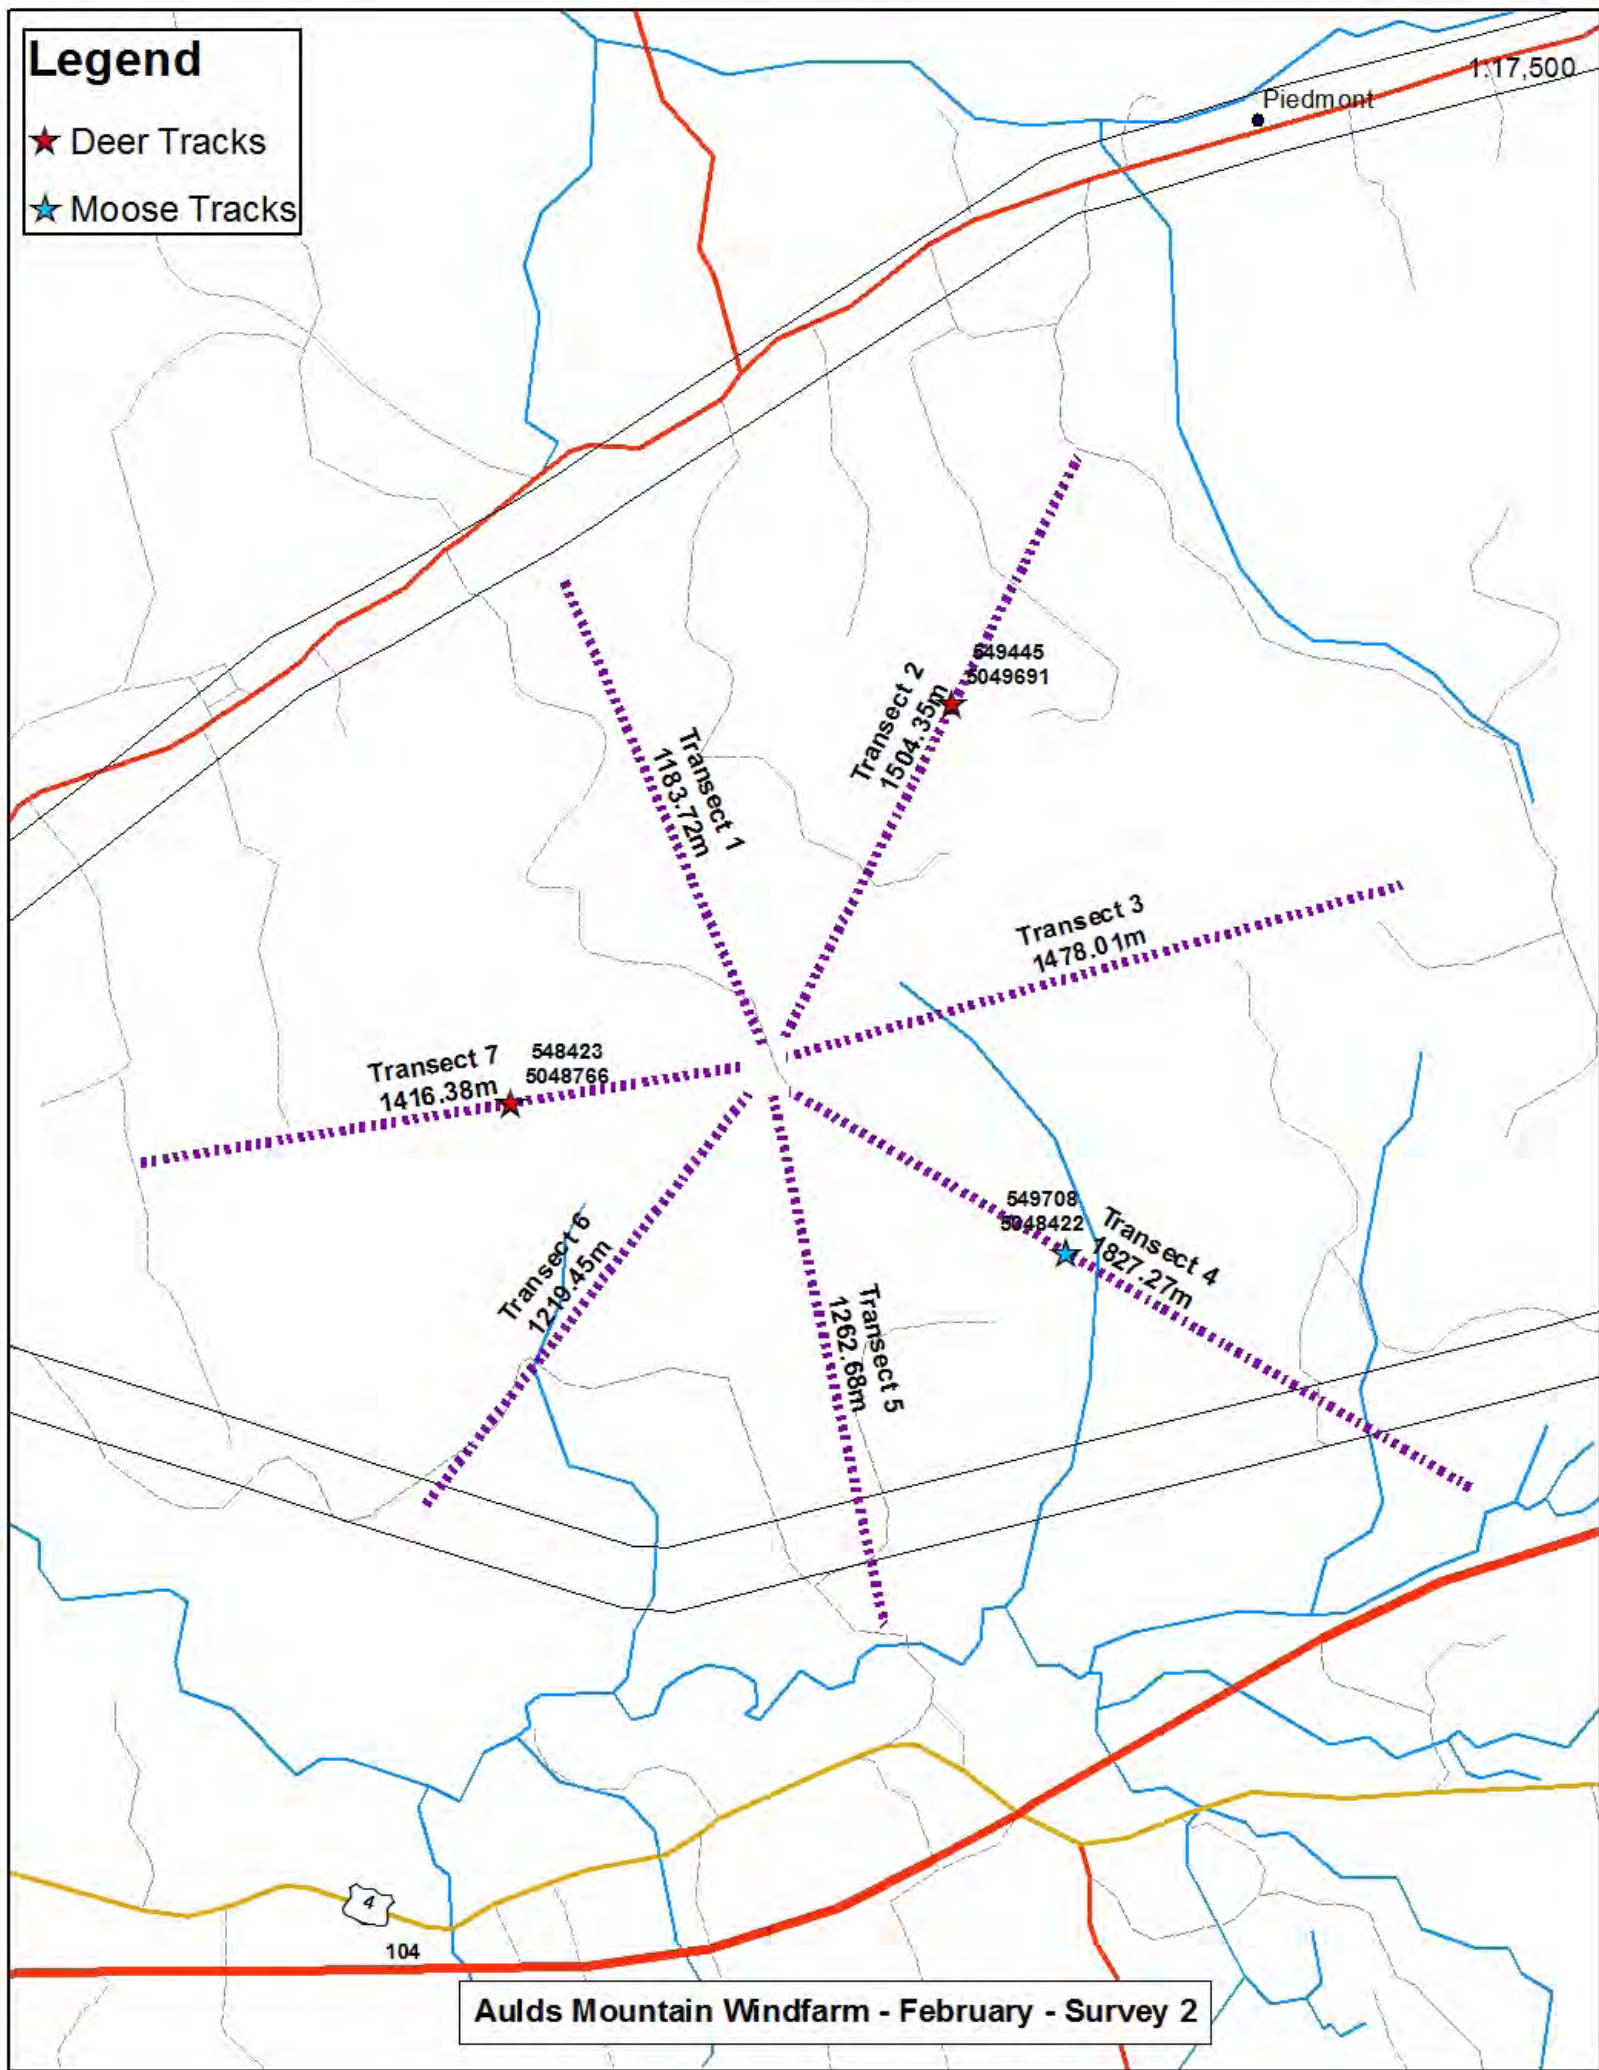 Legend
Deer Tracks
Moose Tracks
1:17,500
Piedmont
549445
5049691
Transect 2
1504.35m
Transect 1
1183.72m
Transect 3
1478.01m
Transect 7
1416.38m
548423
5048766
549708
5048422
Transect 4
1827.27m
Transect 6
1219.45m
Transect 5
1262.68m
4
104
Aulds Mountain Windfarm - February - Survey 2